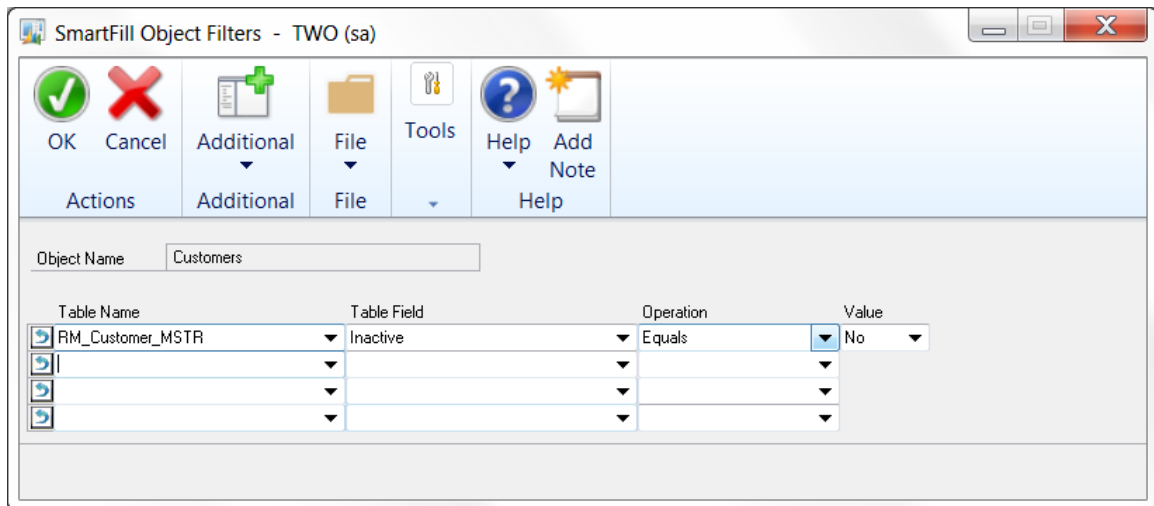 SmartFill Object Filters - TWO (sa)
OK Cancel Additional File Tools Help Add Note
Actions Additional File Help
Object Name Customers
Table Name Table Field Operation Value
RM_Customer_MSTR Inactive Equals No